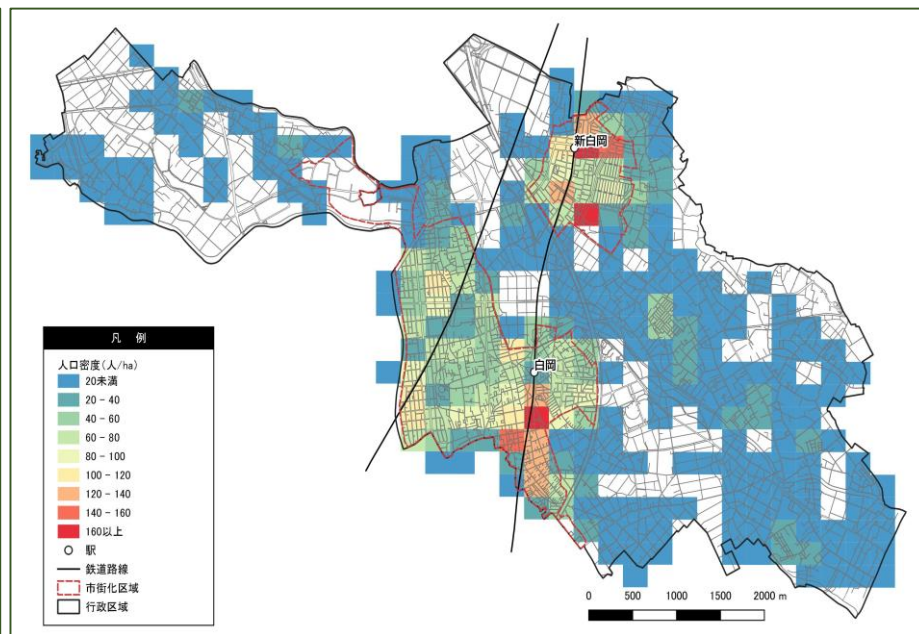 新白岡
白岡
凡 例
人口密度(人/ha)
20未満
20 - 40
40 - 60
60 - 80
80 - 100
100 - 120
120 - 140
140 - 160
160以上
駅
鉄道路線
市街化区域
行政区域
0 500 1000 1500 2000 m